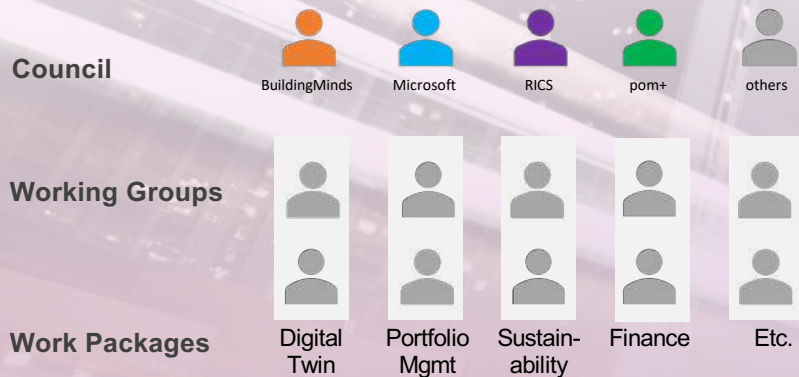 Council
BuildingMinds Microsoft RICS pom+ others
Working Groups
Work Packages
Digital Portfolio Sustain- Finance Etc.
Twin Mgmt ability